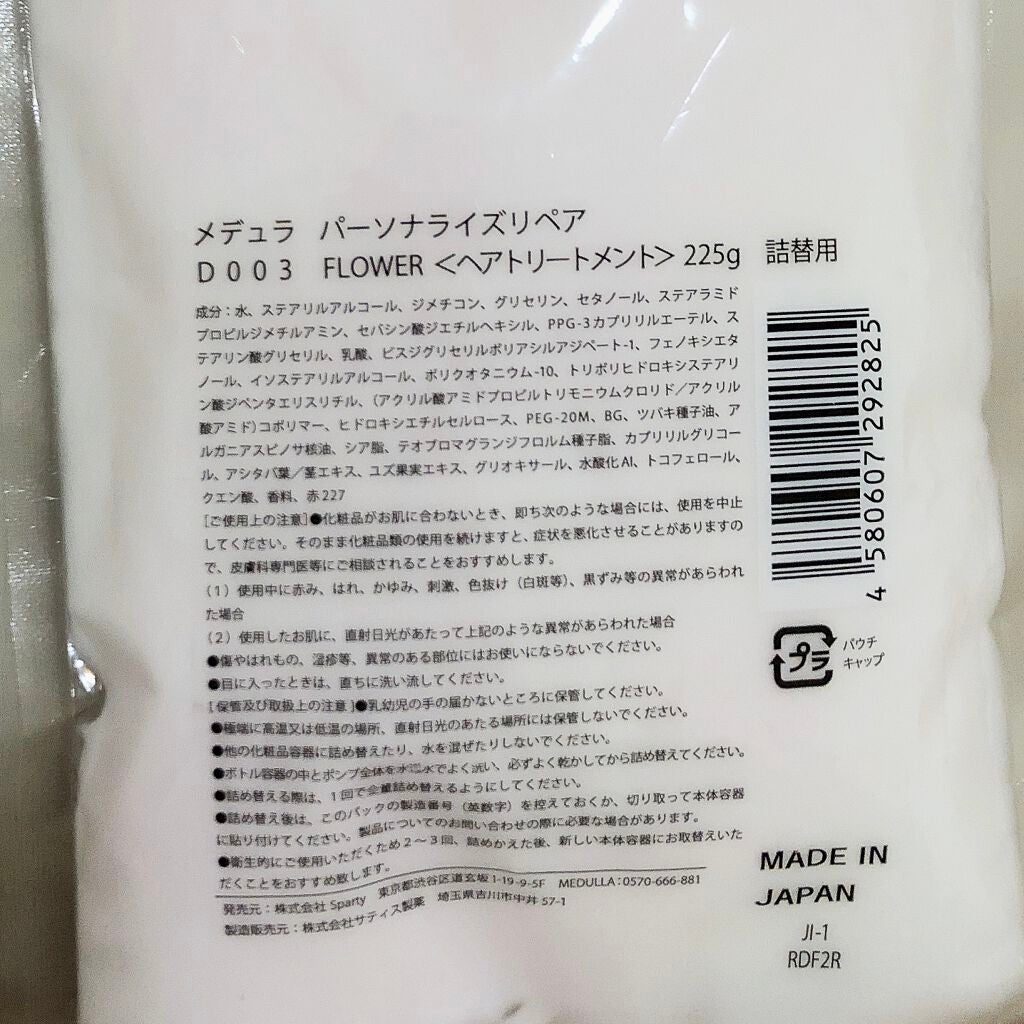 メデュラ　パーソナライズリペア
D003　FLOWER ＜ヘアトリートメント＞ 225g　詰替用
成分：水、ステアリルアルコール、ジメチコン、グリセリン、セタノール、ステアラミド
プロピルジメチルアミン、セバシン酸ジエチルヘキシル、PPG-3カプリリルエーテル、ス
テアリン酸グリセリル、乳酸、ビスジグリセリルポリアシルアジペート-1、フェノキシエタ
ノール、イソステアリルアルコール、ポリクオタニウム-10、トリポリヒドロキシステアリ
ン酸ジペンタエリスリチル、（アクリル酸アミドプロピルトリモニウムクロリド／アクリル
酸アミド）コポリマー、ヒドロキシエチルセルロース、PEG-20M、BG、ツバキ種子油、ア
ルガニアスピノサ核油、シア脂、テオブロマグランジフロルム種子脂、カプリリルグリコー
ル、アシタバ葉／茎エキス、ユズ果実エキス、グリオキサール、水酸化Al、トコフェロール、
クエン酸、香料、赤227
［ご使用上の注意］●化粧品がお肌に合わないとき、即ち次のような場合には、使用を中止
してください。そのまま化粧品類の使用を続けますと、症状を悪化させることがありますの
で、皮膚科専門医等にご相談されることをおすすめします。
（1）使用中に赤み、はれ、かゆみ、刺激、色抜け（白斑等）、黒ずみ等の異常があらわれ
た場合
（2）使用したお肌に、直射日光があたって上記のような異常があらわれた場合
●傷やはれもの、湿疹等、異常のある部位にはお使いにならないでください。
●目に入ったときは、直ちに洗い流してください。
［保管及び取扱上の注意］●乳幼児の手の届かないところに保管してください。
●極端に高温又は低温の場所、直射日光のあたる場所には保管しないでください。
●他の化粧品容器に詰め替えたり、水を混ぜたりしないでください。
●ボトル容器の中とポンプ全体を水道水でよく洗い、必ずよく乾かしてから詰め替えてください。
●詰め替える際は、1回で全量詰め替えるようにしてください。
●詰め替え後は、このパックの製造番号（英数字）を控えておくか、切り取って本体容器
に貼り付けてください。製品についてのお問い合わせの際に必要な場合があります。
●衛生的にご使用いただくため2～3回、詰めかえた後、新しい本体容器にお取替えいた
だくことをおすすめ致します。
発売元：株式会社 Sparty　東京都渋谷区道玄坂1-19-9-5F　MEDULLA：0570-666-881
製造販売元：株式会社サティス製薬　埼玉県吉川市中井 57-1
4 580607 292825
プラ
パウチ
キャップ
MADE IN
JAPAN
JI-1
RDF2R